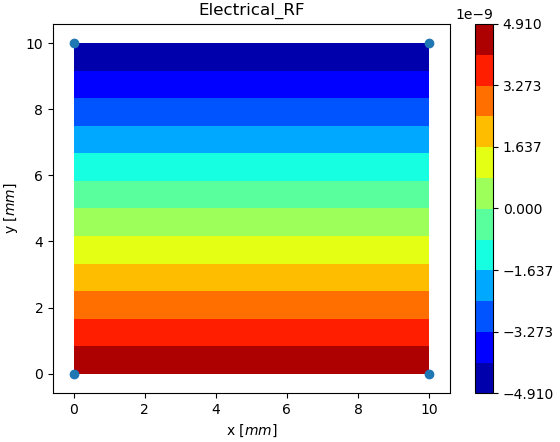 Electrical_RF
1e−9
10
8
6
4
2
0
y [mm]
0 2 4 6 8 10
x [mm]
4.910
3.273
1.637
0.000
−1.637
−3.273
−4.910